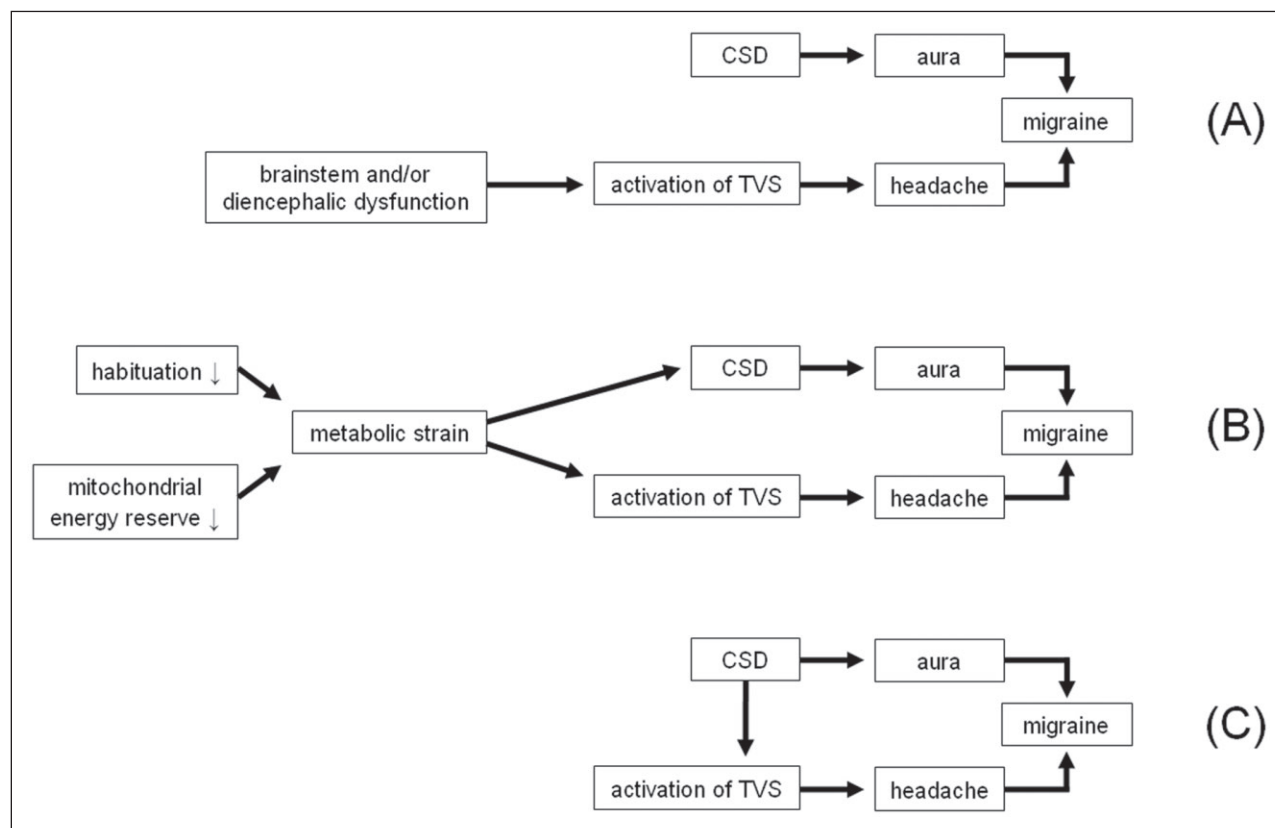 CSD
aura
migraine
(A)
brainstem and/or
diencephalic dysfunction
activation of TVS
headache
habituation ↓
CSD
aura
metabolic strain
migraine
(B)
mitochondrial
energy reserve ↓
activation of TVS
headache
CSD
aura
migraine
(C)
activation of TVS
headache